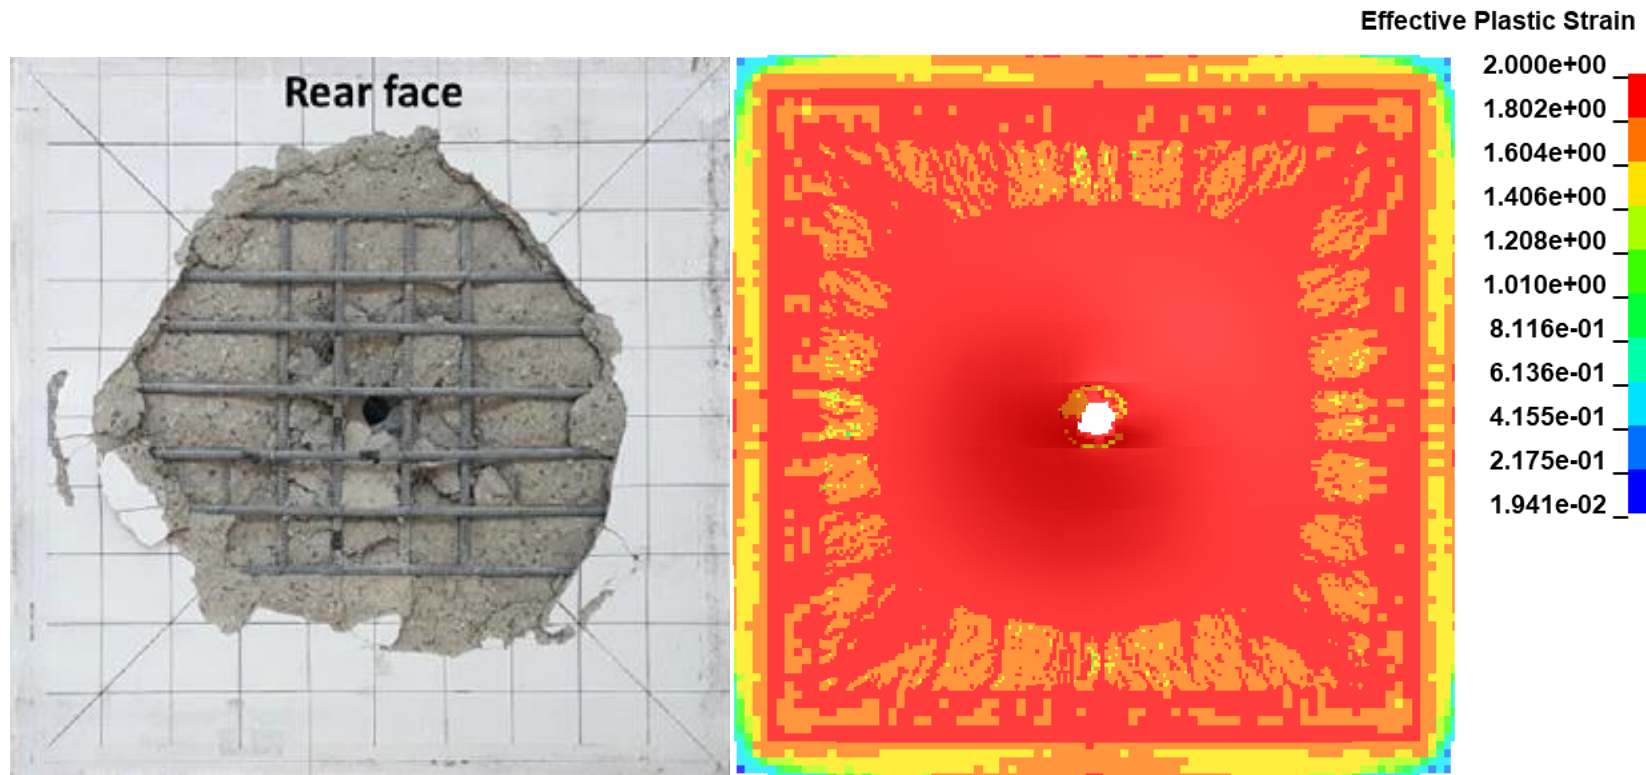 Rear face
Effective Plastic Strain
2.000e+00
1.802e+00
1.604e+00
1.406e+00
1.208e+00
1.010e+00
8.116e-01
6.136e-01
4.155e-01
2.175e-01
1.941e-02